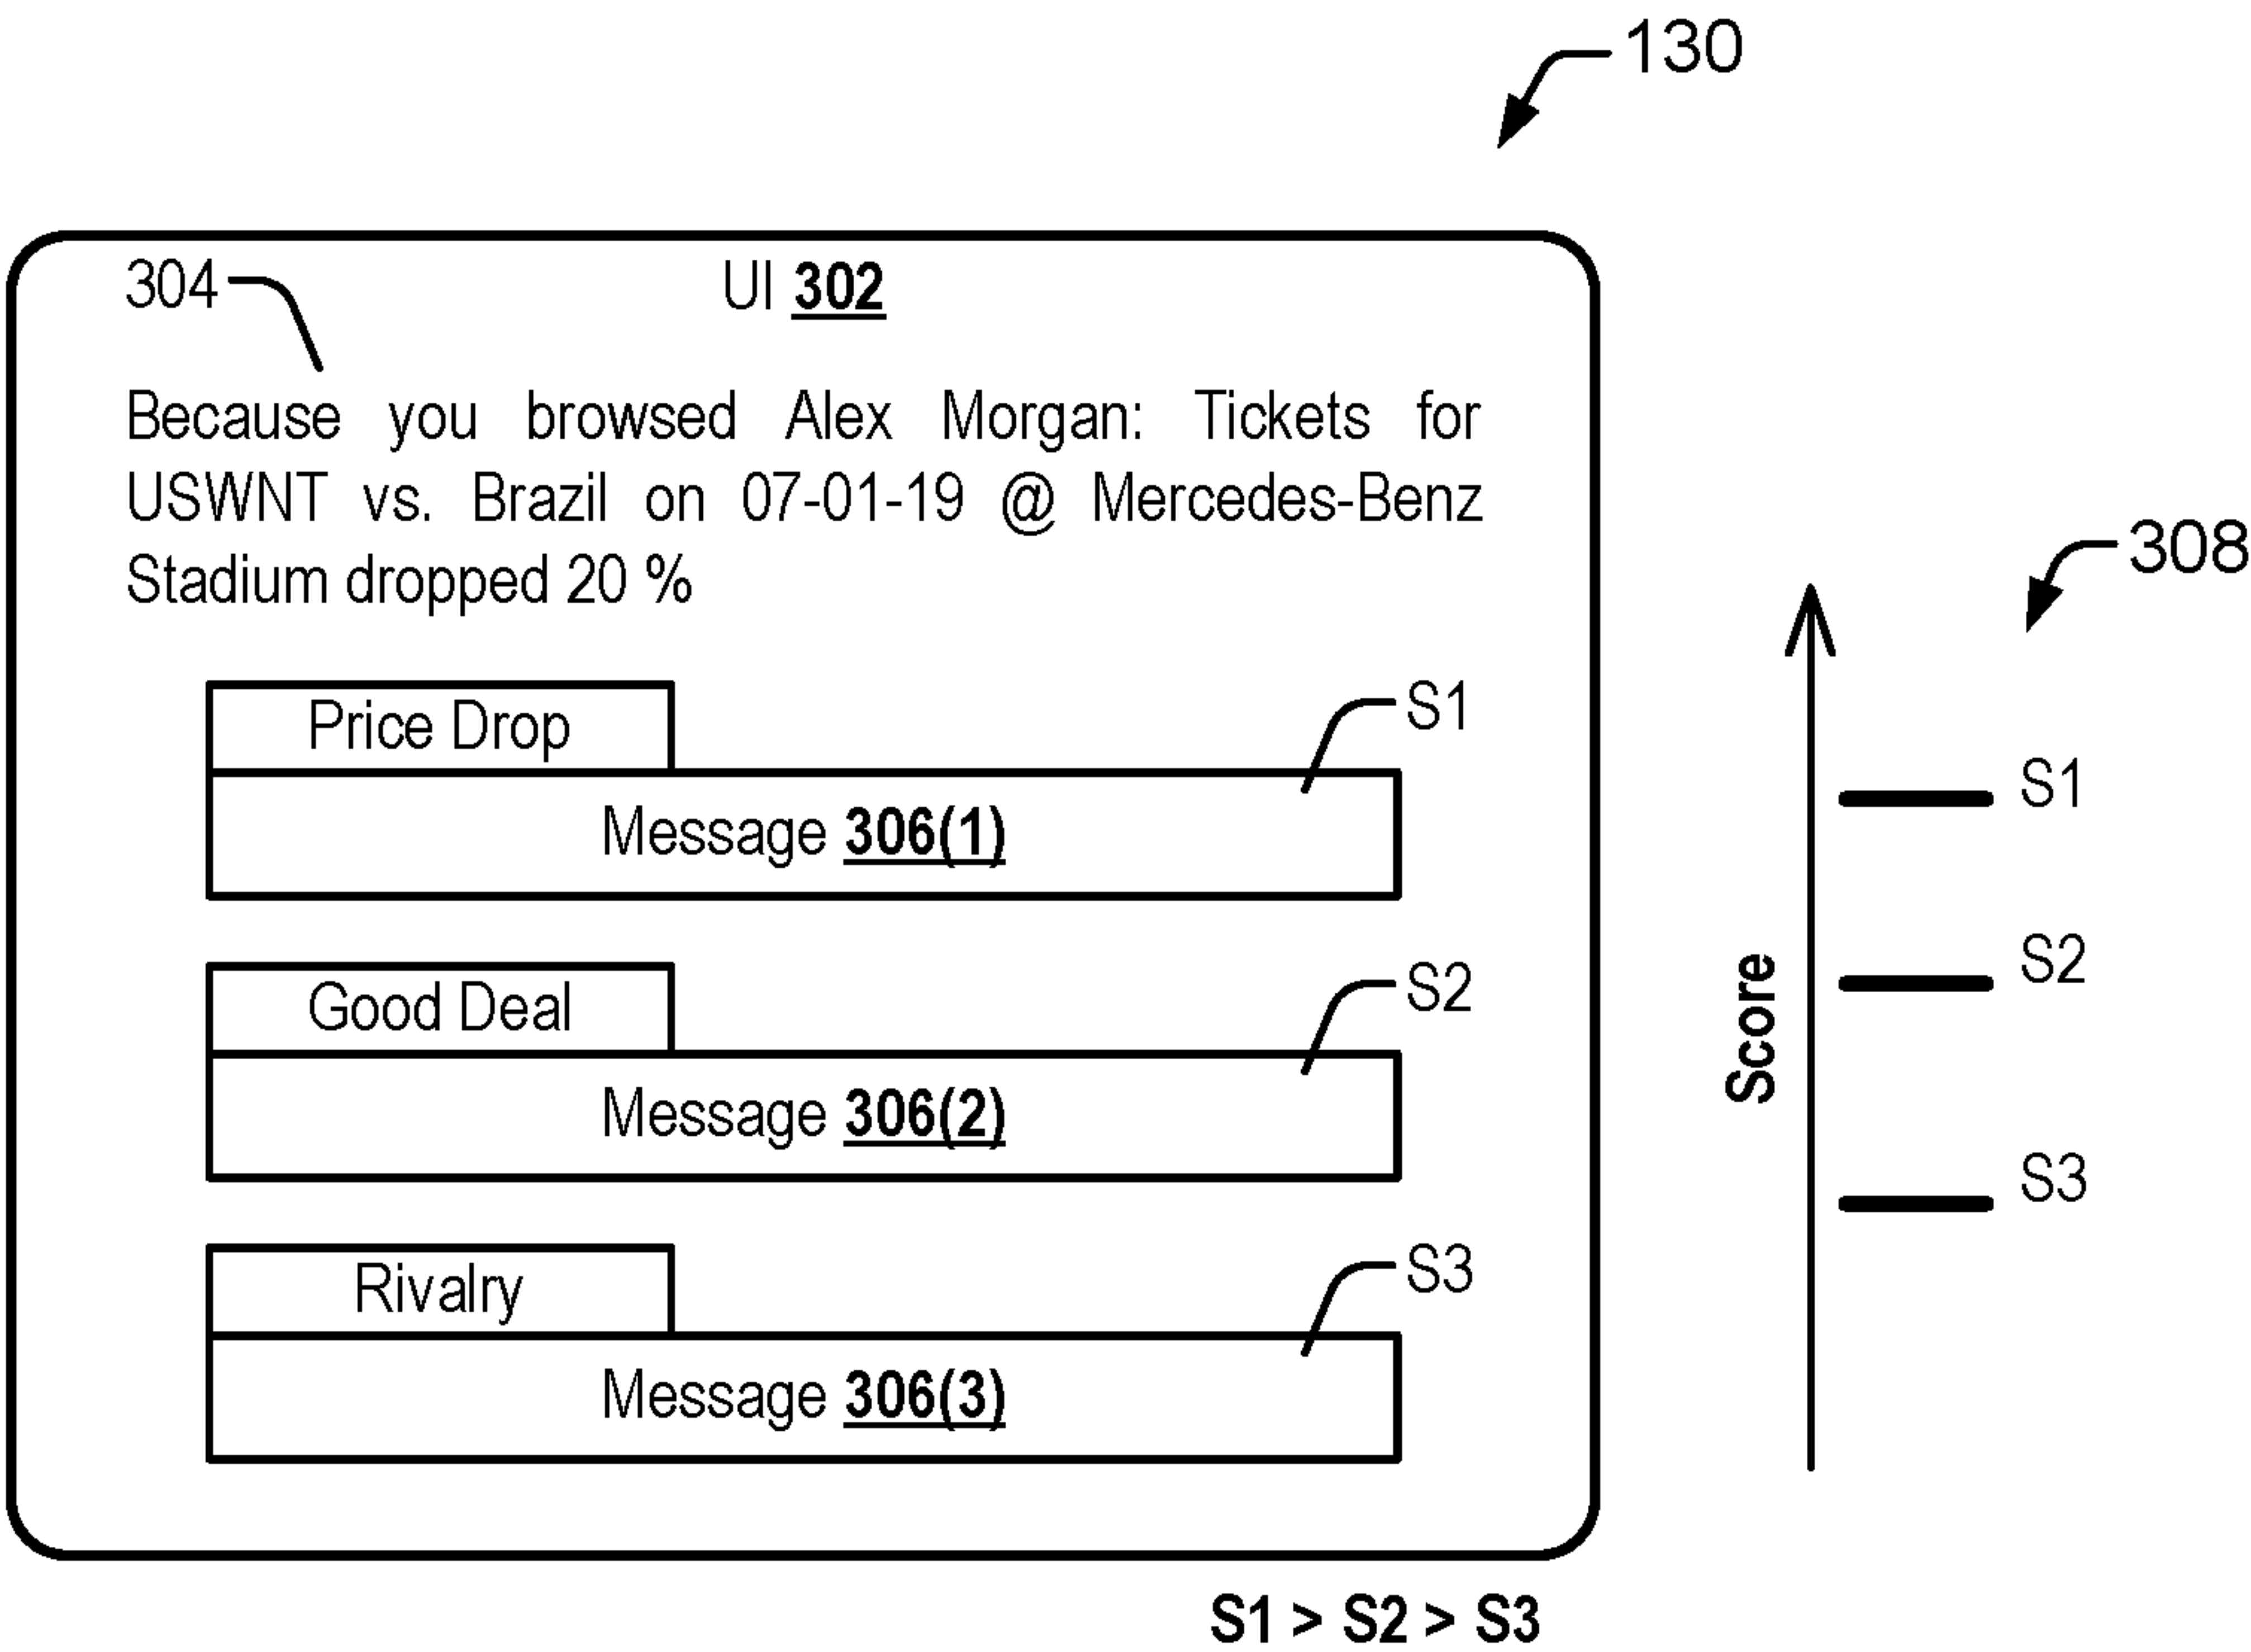 130
304
UI 302
Because you browsed Alex Morgan: Tickets for
USWNT vs. Brazil on 07-01-19 @ Mercedes-Benz
Stadium dropped 20 %
308
Price Drop
S1
Message 306(1)
S1
Good Deal
S2
Message 306(2)
Score
S2
Rivalry
S3
Message 306(3)
S3
S1 > S2 > S3